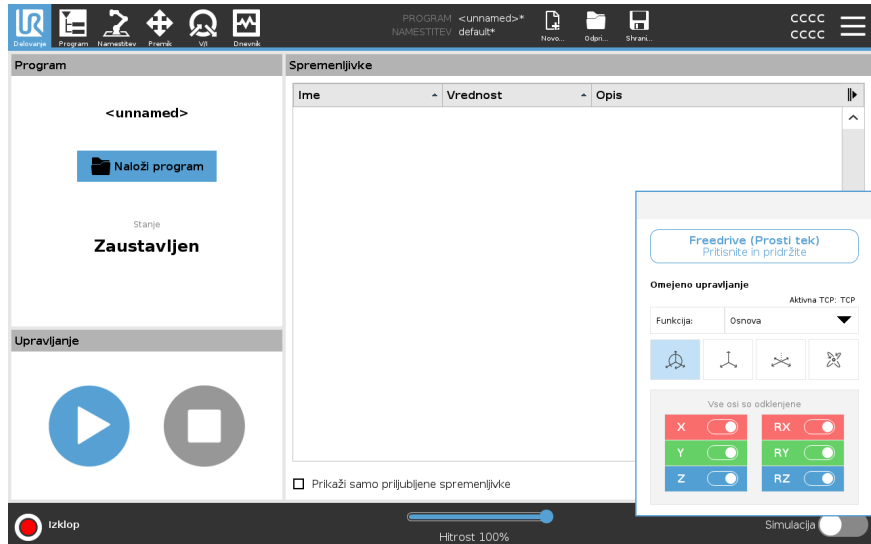 UR
Delovanje
Program
Namestitev
Premik
V/I
Dnevnik
PROGRAM <unnamed>*
NAMESTITEV default*
Novo...
Odpri...
Shrani...
cccc
cccc
Program
<unnamed>
Naloži program
Stanje
Zaustavljen
Upravljanje
Spremenljivke
Ime
Vrednost
Opis
Prikaži samo priljubljene spremenljivke
Freedrive (Prosti tek)
Pritisnite in pridržite
Omejeno upravljanje
Aktivna TCP: TCP
Funkcija: Osnova
Vse osi so odklenjene
X RX
Y RY
Z RZ
Izklop
Hitrost 100%
Simulacija